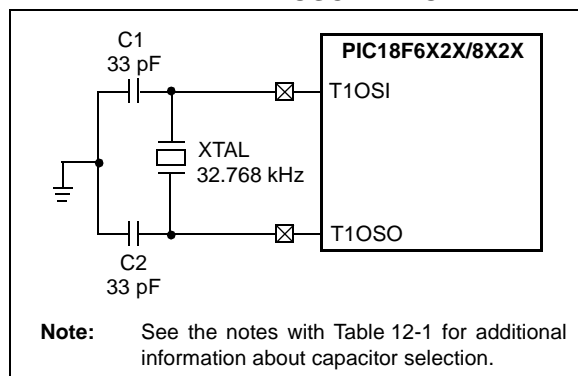 C1
33 pF
PIC18F6X2X/8X2X
T1OSI
XTAL
32.768 kHz
T1OSO
C2
33 pF
Note: See the notes with Table 12-1 for additional
information about capacitor selection.